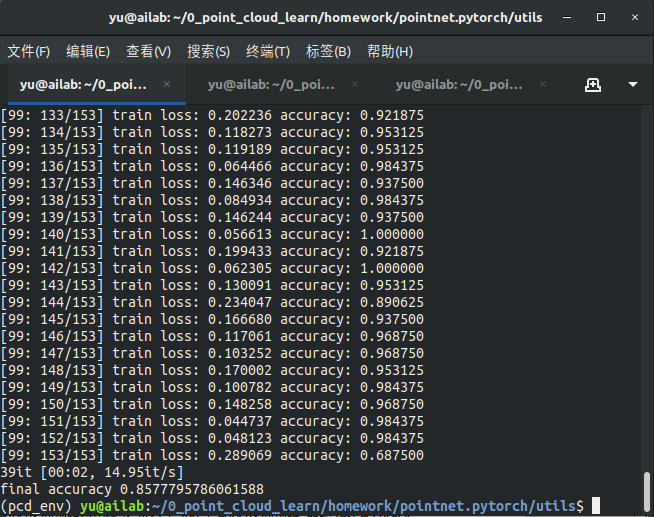 yu@ailab: ~/0_point_cloud_learn/homework/pointnet.pytorch/utils
文件(F) 编辑(E) 查看(V) 搜索(S) 终端(T) 标签(B) 帮助(H)
yu@ailab: ~/0_poi... × yu@ailab: ~/0_poi... × yu@ailab: ~/0_poi... ×
[99: 133/153] train loss: 0.202236 accuracy: 0.921875
[99: 134/153] train loss: 0.118273 accuracy: 0.953125
[99: 135/153] train loss: 0.119189 accuracy: 0.953125
[99: 136/153] train loss: 0.064466 accuracy: 0.984375
[99: 137/153] train loss: 0.146346 accuracy: 0.937500
[99: 138/153] train loss: 0.084934 accuracy: 0.984375
[99: 139/153] train loss: 0.146244 accuracy: 0.937500
[99: 140/153] train loss: 0.056613 accuracy: 1.000000
[99: 141/153] train loss: 0.199433 accuracy: 0.921875
[99: 142/153] train loss: 0.062305 accuracy: 1.000000
[99: 143/153] train loss: 0.130091 accuracy: 0.953125
[99: 144/153] train loss: 0.234047 accuracy: 0.890625
[99: 145/153] train loss: 0.166680 accuracy: 0.937500
[99: 146/153] train loss: 0.117061 accuracy: 0.968750
[99: 147/153] train loss: 0.103252 accuracy: 0.968750
[99: 148/153] train loss: 0.170002 accuracy: 0.953125
[99: 149/153] train loss: 0.100782 accuracy: 0.984375
[99: 150/153] train loss: 0.148258 accuracy: 0.968750
[99: 151/153] train loss: 0.044737 accuracy: 0.984375
[99: 152/153] train loss: 0.048123 accuracy: 0.984375
[99: 153/153] train loss: 0.289069 accuracy: 0.687500
39it [00:02, 14.95it/s]
final accuracy 0.8577795786061588
(pcd_env) yu@ailab:~/0_point_cloud_learn/homework/pointnet.pytorch/utils$